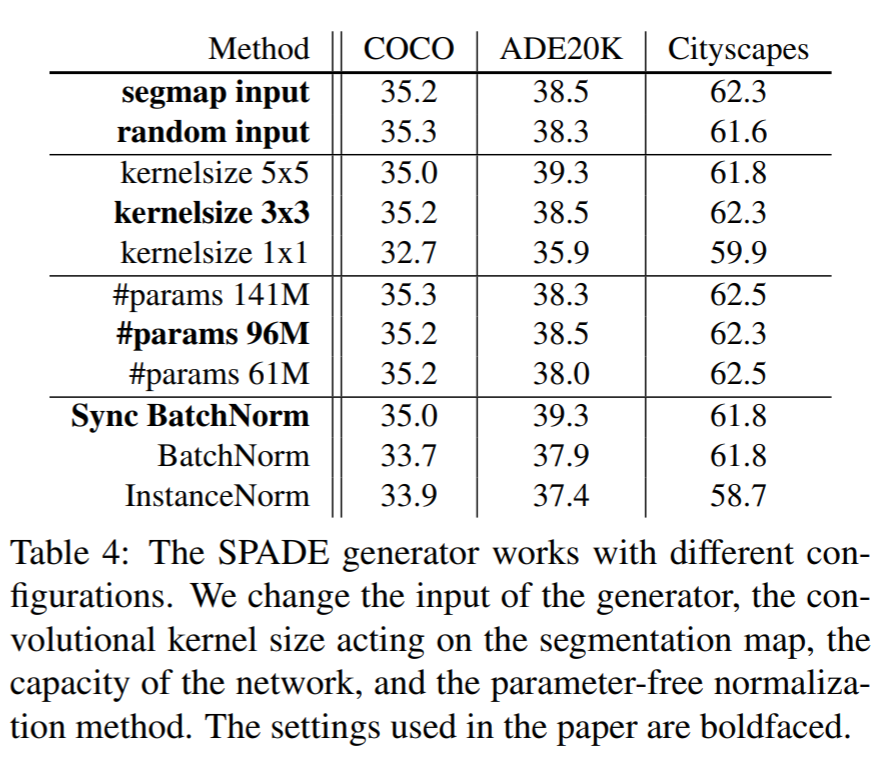 Method COCO ADE20K Cityscapes
segmap input 35.2 38.5 62.3
random input 35.3 38.3 61.6
kernelsize 5x5 35.0 39.3 61.8
kernelsize 3x3 35.2 38.5 62.3
kernelsize 1x1 32.7 35.9 59.9
#params 141M 35.3 38.3 62.5
#params 96M 35.2 38.5 62.3
#params 61M 35.2 38.0 62.5
Sync BatchNorm 35.0 39.3 61.8
BatchNorm 33.7 37.9 61.8
InstanceNorm 33.9 37.4 58.7
Table 4: The SPADE generator works with different con-
figurations. We change the input of the generator, the con-
volutional kernel size acting on the segmentation map, the
capacity of the network, and the parameter-free normaliza-
tion method. The settings used in the paper are boldfaced.